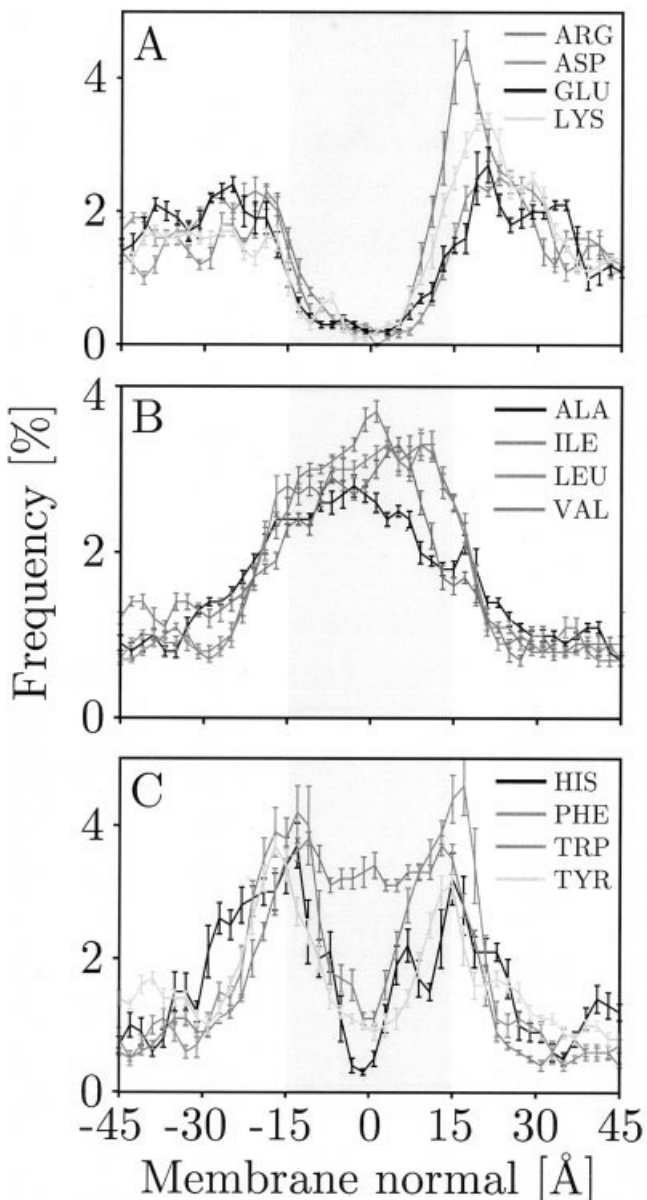 A
ARG
ASP
GLU
LYS
4
2
0
B
ALA
ILE
LEU
VAL
4
2
0
C
HIS
PHE
TRP
TYR
4
2
0
Frequency [%]
-45 -30 -15 0 15 30 45
Membrane normal [Å]